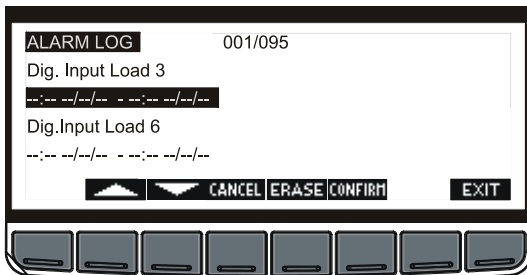 ALARM LOG 001/095
Dig. Input Load 3
--:-- --/--/-- - --:-- --/--/--
Dig.Input Load 6
--:-- --/--/-- - --:-- --/--/--
CANCEL ERASE CONFIRM EXIT